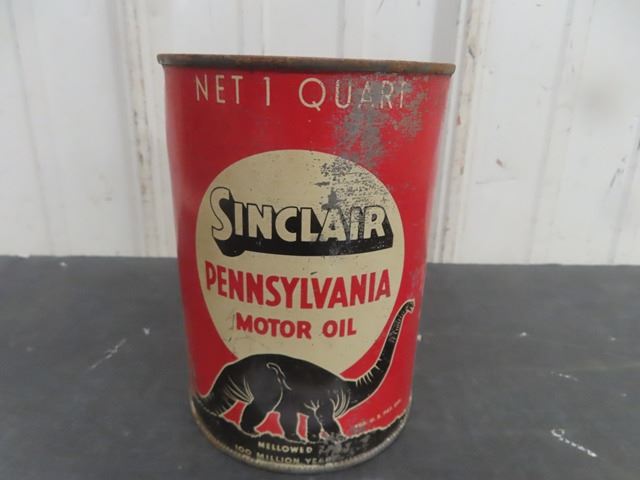 NET 1 QUART
SINCLAIR
PENNSYLVANIA
MOTOR OIL
MELLOWED
100 MILLION YEARS